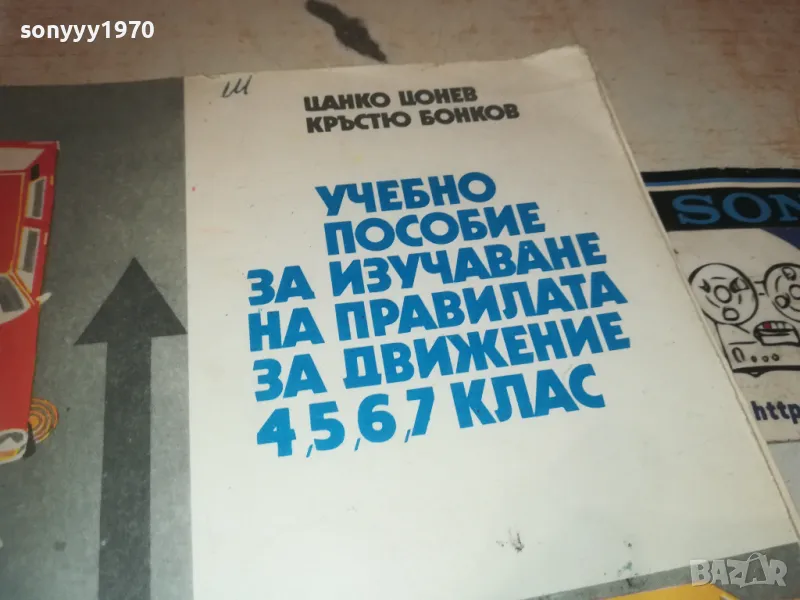 sonyyy1970
Ш
ЦАНКО ЦОНЕВ
КРЪСТЮ БОНКОВ
УЧЕБНО
ПОСОБИЕ
ЗА ИЗУЧАВАНЕ
НА ПРАВИЛАТА
ЗА ДВИЖЕНИЕ
4,5,6,7 КЛАС
SON
http
BAZAR